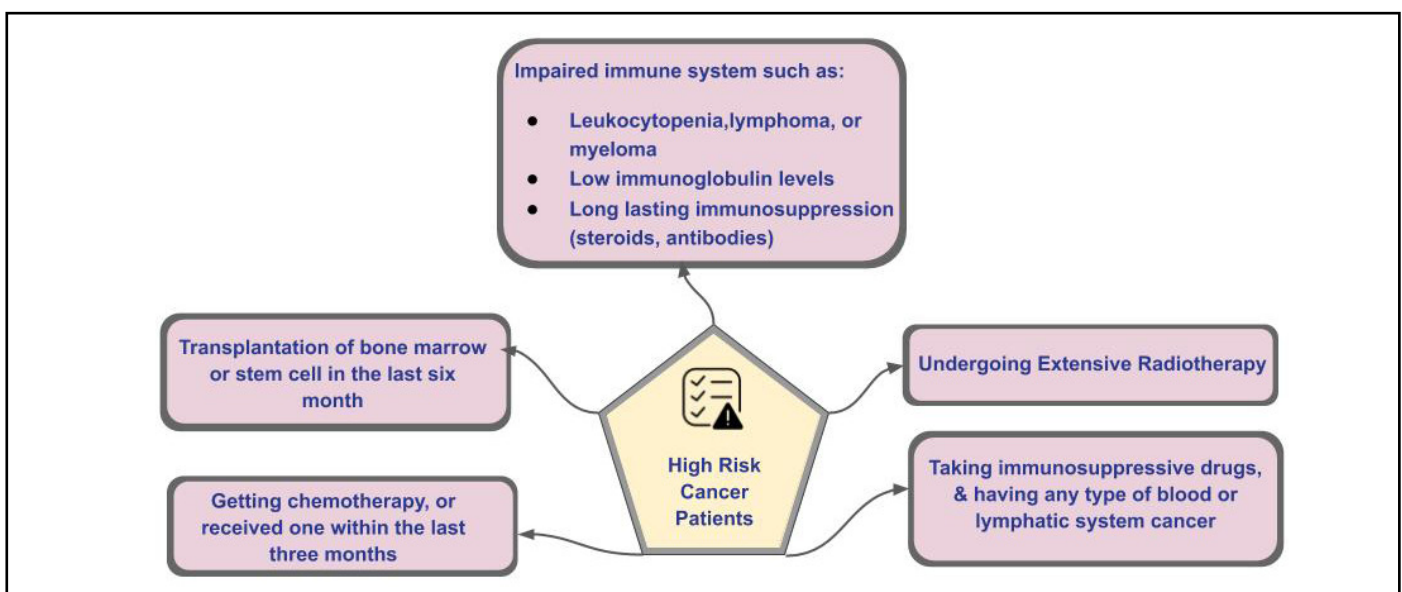 Impaired immune system such as:
● Leukocytopenia,lymphoma, or
myeloma
● Low immunoglobulin levels
● Long lasting immunosuppression
(steroids, antibodies)
Transplantation of bone marrow
or stem cell in the last six
month
Undergoing Extensive Radiotherapy
High Risk
Cancer
Patients
Getting chemotherapy, or
received one within the last
three months
Taking immunosuppressive drugs,
& having any type of blood or
lymphatic system cancer